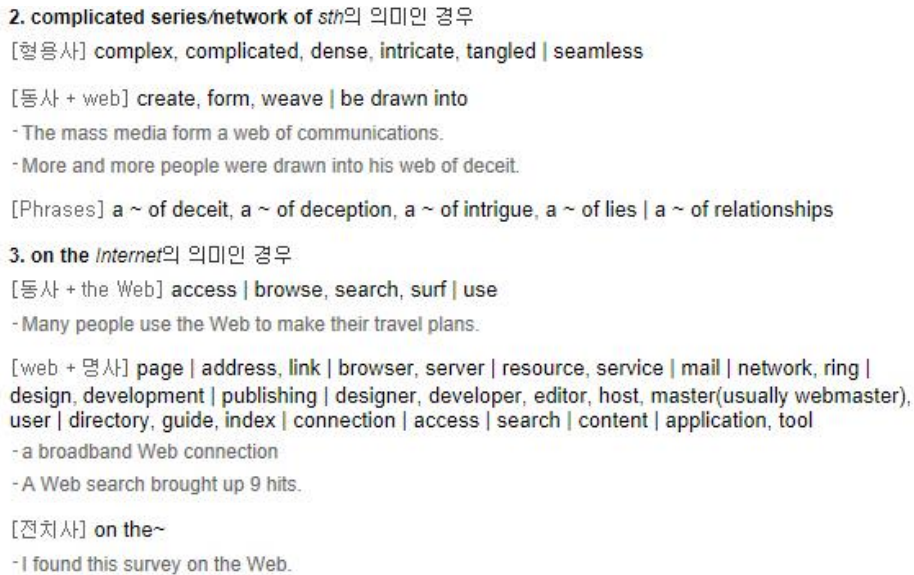 2. complicated series/network of sth의 의미인 경우
[형용사] complex, complicated, dense, intricate, tangled | seamless
[동사 + web] create, form, weave | be drawn into
- The mass media form a web of communications.
- More and more people were drawn into his web of deceit.
[Phrases] a ~ of deceit, a ~ of deception, a ~ of intrigue, a ~ of lies | a ~ of relationships
3. on the Internet의 의미인 경우
[동사 + the Web] access | browse, search, surf | use
- Many people use the Web to make their travel plans.
[web + 명사] page | address, link | browser, server | resource, service | mail | network, ring |
design, development | publishing | designer, developer, editor, host, master(usually webmaster),
user | directory, guide, index | connection | access | search | content | application, tool
- a broadband Web connection
- A Web search brought up 9 hits.
[전치사] on the~
- I found this survey on the Web.